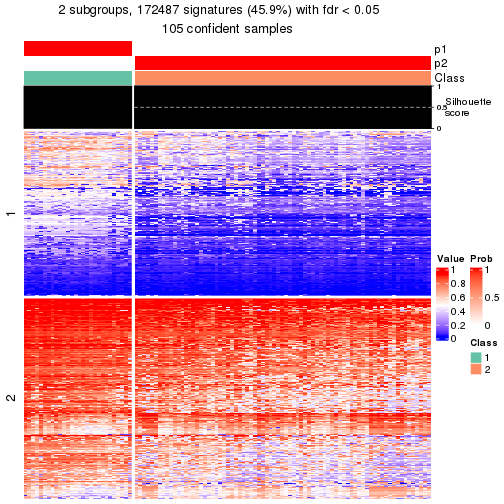 2 subgroups, 172487 signatures (45.9%) with fdr < 0.05
105 confident samples
p1
p2
Class
1
0.5
0
Silhouette
score
1
2
Value
1
0.8
0.6
0.4
0.2
0
Prob
1
0.5
0
Class
1
2